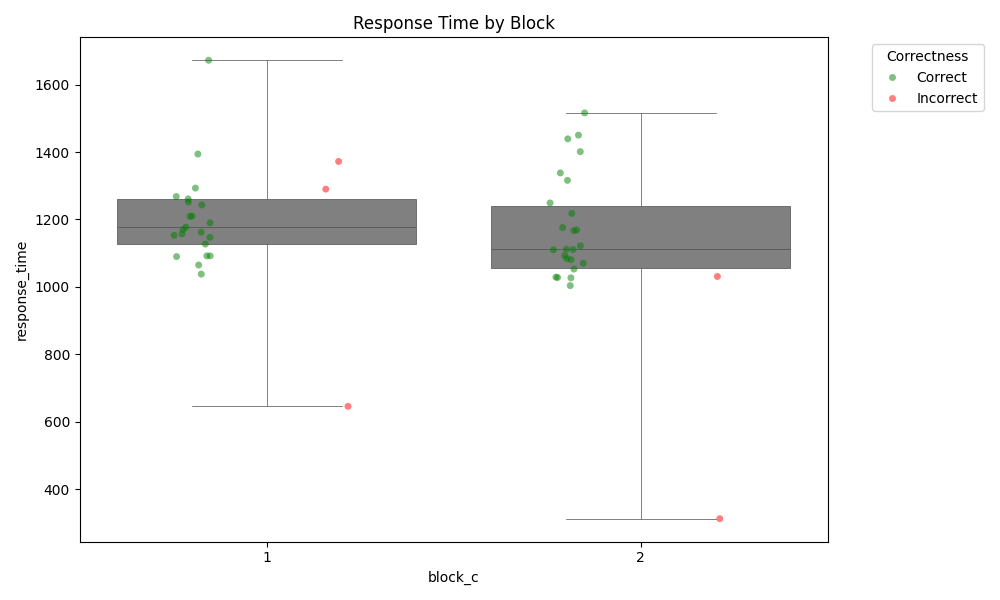 Response Time by Block
Correctness
Correct
Incorrect
response_time
1600
1400
1200
1000
800
600
400
1
2
block_c